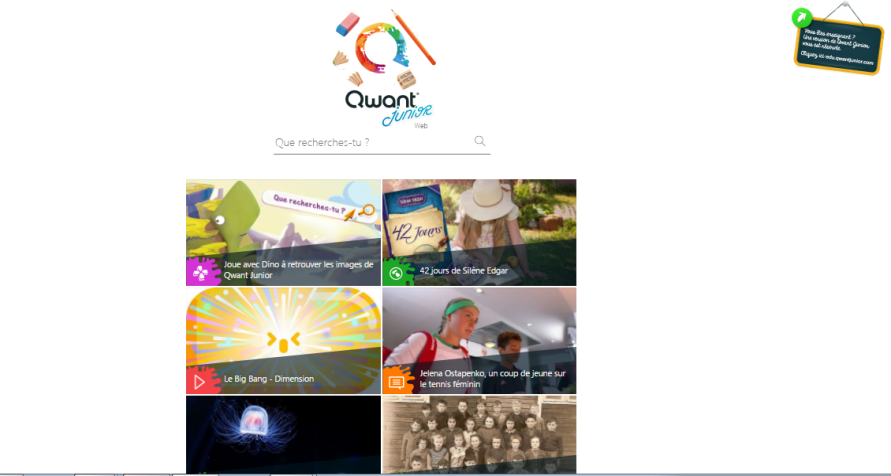 Vous êtes enseignant ?
Une version de Qwant Junior
vous est réservée.
Cliquez ici edu.qwantjunior.com
Qwant
Junior
Web
Que recherches-tu ?
Que recherches-tu ?
Joue avec Dino à retrouver les images de
Qwant Junior
42 Jours
42 jours de Silène Edgar
Le Big Bang - Dimension
Jelena Ostapenko, un coup de jeune sur
le tennis féminin